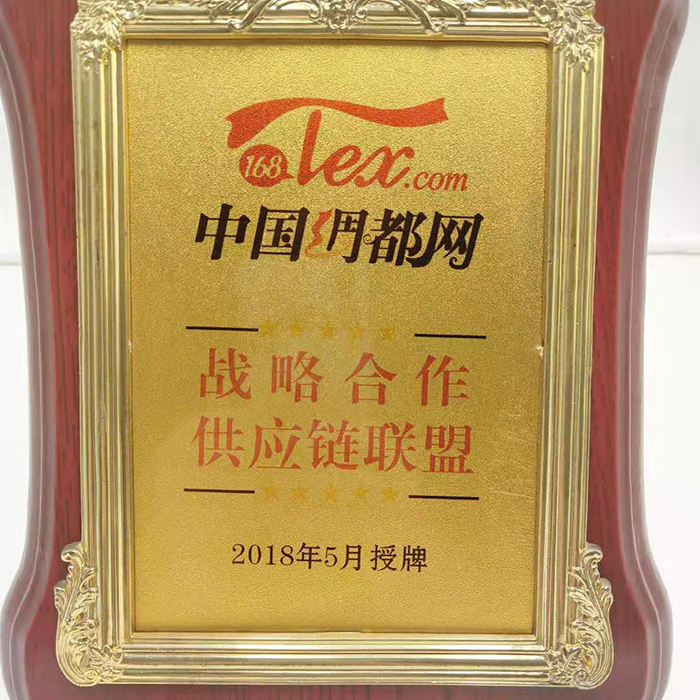 168Tex.com
中国绸都网
战略合作
供应链联盟
2018年5月授牌